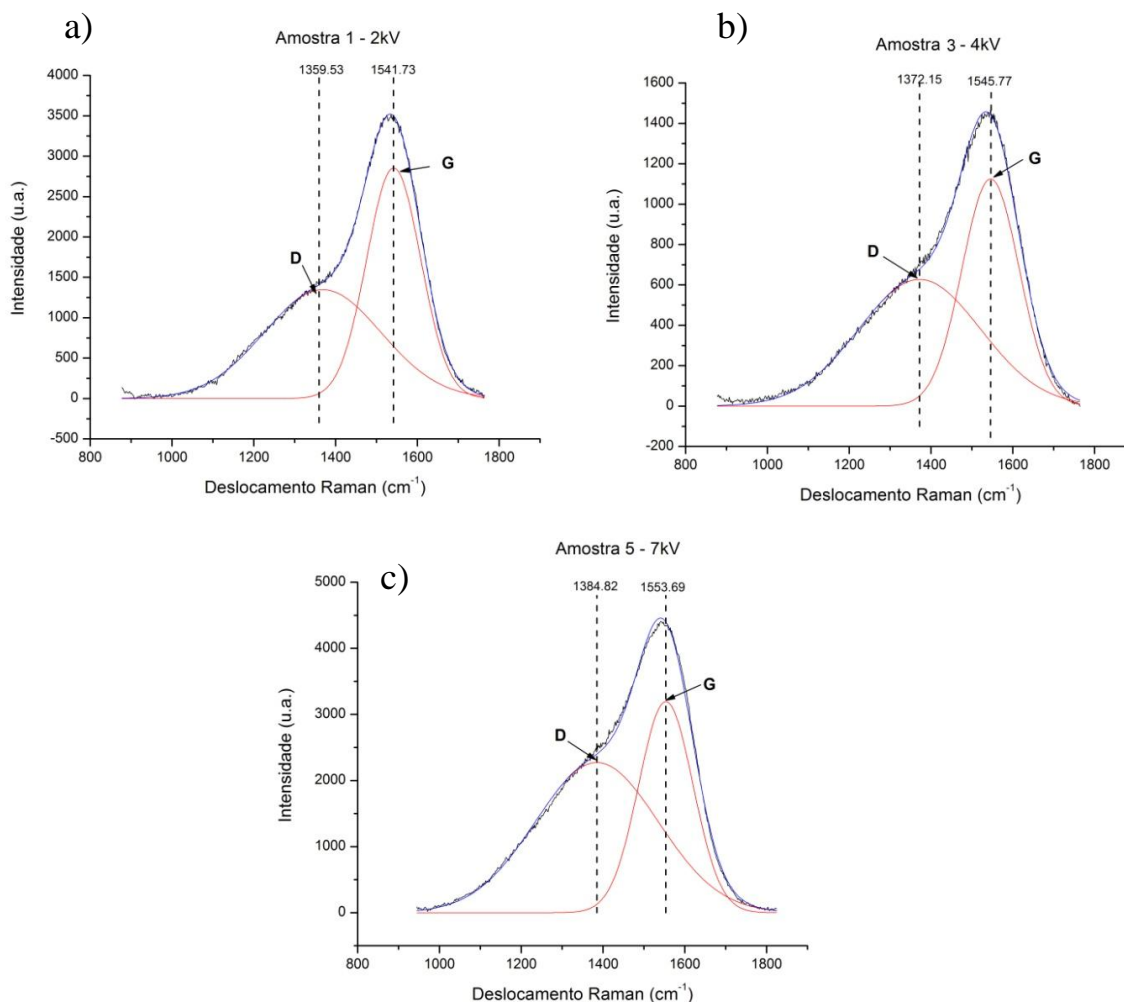 a)
Amostra 1 - 2kV
1359.53
1541.73
4000
3500
3000
2500
2000
1500
1000
500
0
-500
G
D
Intensidade (u.a.)
800
1000
1200
1400
1600
1800
Deslocamento Raman (cm⁻¹)
b)
Amostra 3 - 4kV
1372.15
1545.77
1600
1400
1200
1000
800
600
400
200
0
-200
G
D
Intensidade (u.a.)
800
1000
1200
1400
1600
1800
Deslocamento Raman (cm⁻¹)
c)
Amostra 5 - 7kV
1384.82
1553.69
5000
4000
3000
2000
1000
0
G
D
Intensidade (u.a.)
800
1000
1200
1400
1600
1800
Deslocamento Raman (cm⁻¹)